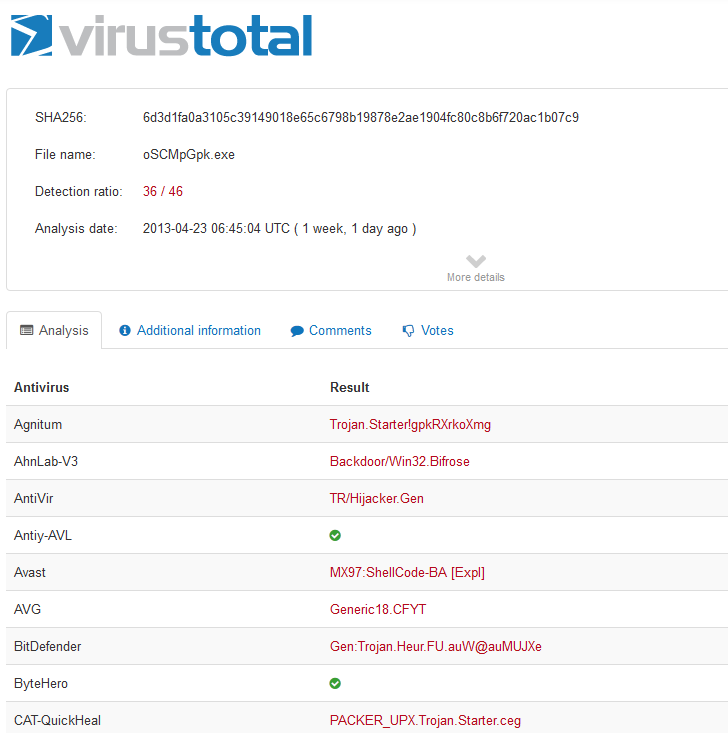 virustotal
SHA256: 6d3d1fa0a3105c39149018e65c6798b19878e2ae1904fc80c8b6f720ac1b07c9
File name: oSCMpGpk.exe
Detection ratio: 36 / 46
Analysis date: 2013-04-23 06:45:04 UTC ( 1 week, 1 day ago )
More details
Analysis Additional information Comments Votes
Antivirus Result
Agnitum Trojan.Starter!gpkRXrkoXmg
AhnLab-V3 Backdoor/Win32.Bifrose
AntiVir TR/Hijacker.Gen
Antiy-AVL
Avast MX97:ShellCode-BA [Expl]
AVG Generic18.CFYT
BitDefender Gen:Trojan.Heur.FU.auW@auMUJXe
ByteHero
CAT-QuickHeal PACKER_UPX.Trojan.Starter.ceg